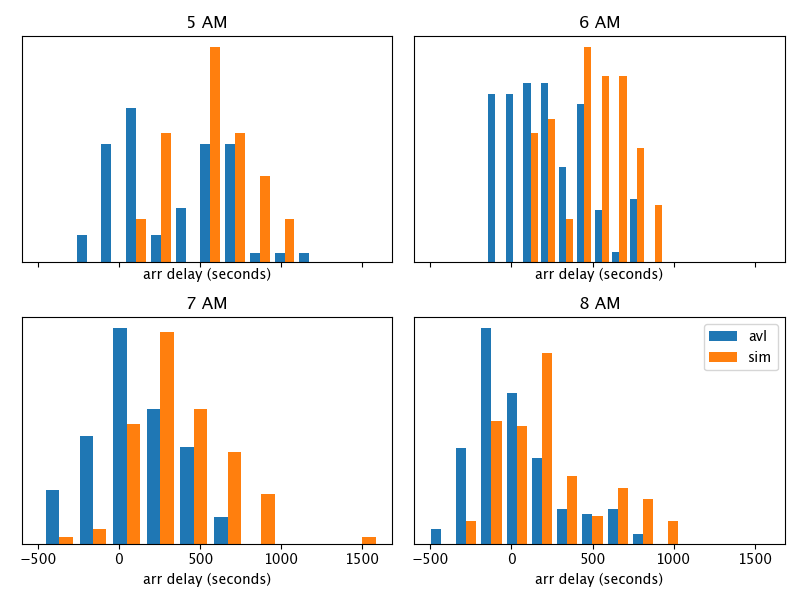 5 AM
6 AM
arr delay (seconds)
arr delay (seconds)
7 AM
8 AM
avl
sim
−500 0 500 1000 1500
−500 0 500 1000 1500
arr delay (seconds)
arr delay (seconds)